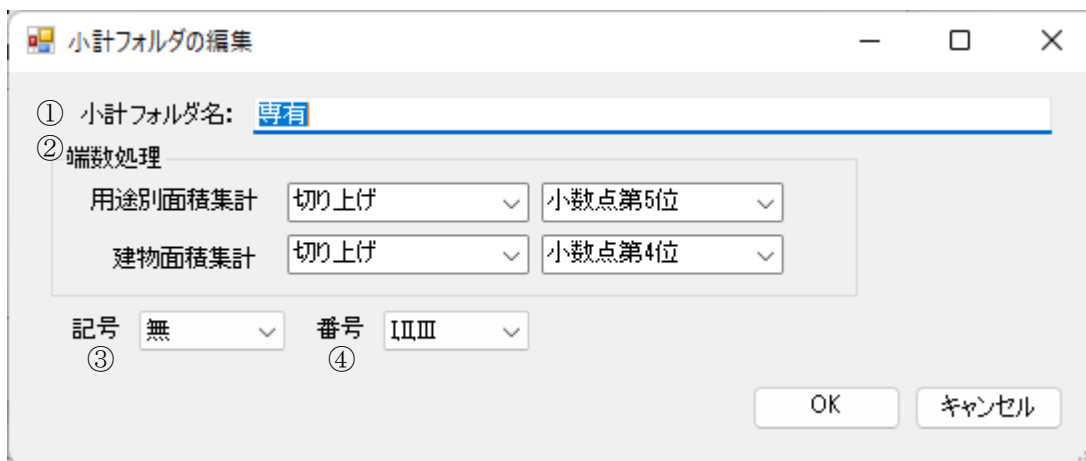 小計フォルダの編集
① 小計フォルダ名: 専有
② 端数処理
用途別面積集計 切り上げ 小数点第5位
建物面積集計 切り上げ 小数点第4位
記号 無 番号 I,II,III
③ ④
OK キャンセル